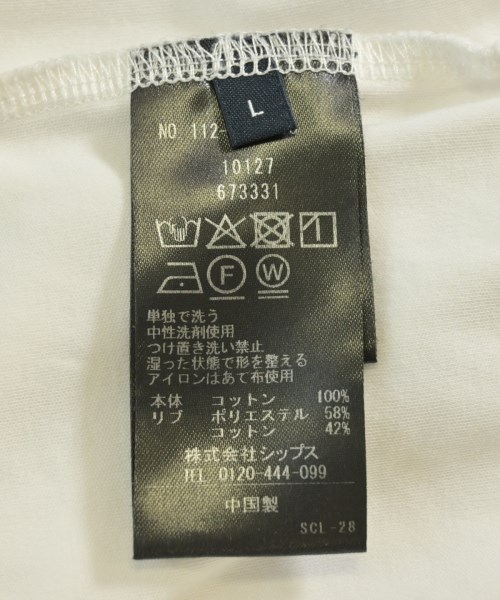 L
NO 112-
10127
673331
F W
単独で洗う
中性洗剤使用
つけ置き洗い禁止
湿った状態で形を整える
アイロンはあて布使用
本体 コットン 100%
リブ ポリエステル 58%
コットン 42%
株式会社シップス
TEL 0120-444-099
中国製
SCL-28